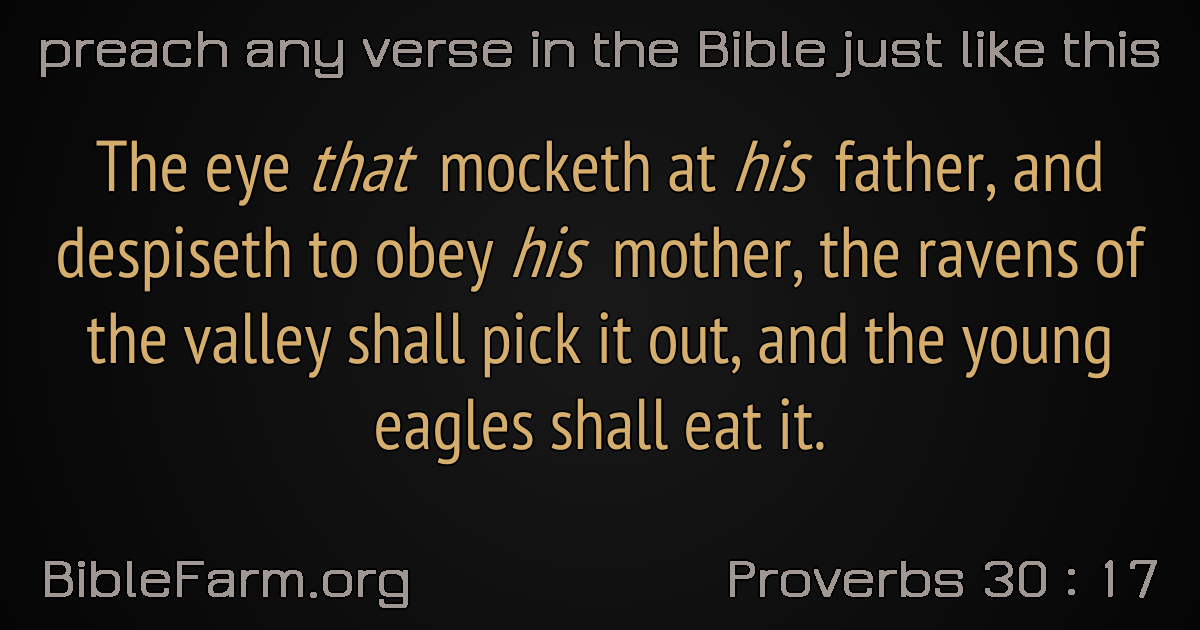 preach any verse in the Bible just like this
The eye that mocketh at his father, and
despiseth to obey his mother, the ravens of
the valley shall pick it out, and the young
eagles shall eat it.
BibleFarm.org
Proverbs 30 : 17